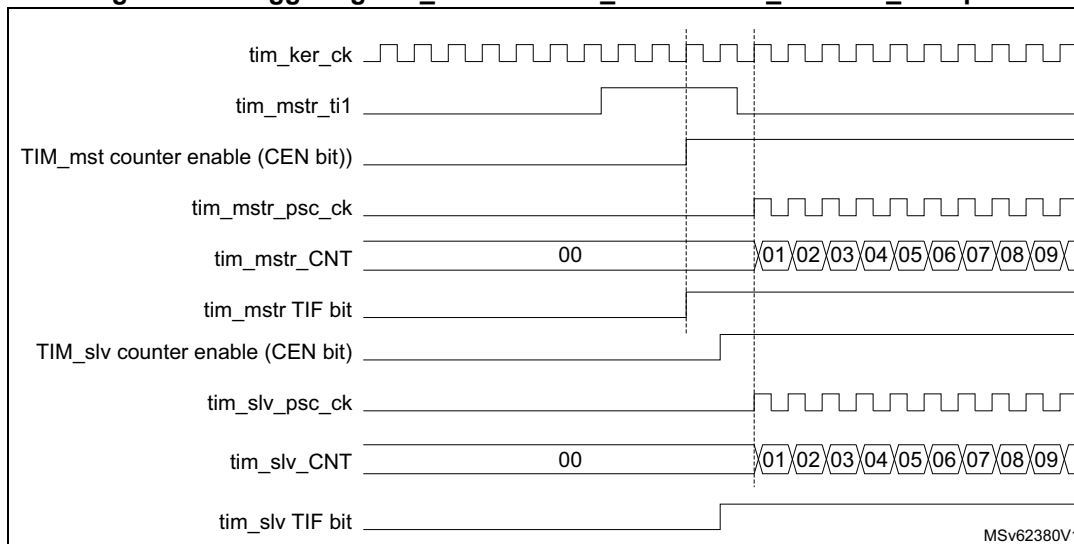 tim_ker_ck
tim_mstr_ti1
TIM_mst counter enable (CEN bit))
tim_mstr_psc_ck
tim_mstr_CNT 00 01 02 03 04 05 06 07 08 09
tim_mstr TIF bit
TIM_slv counter enable (CEN bit)
tim_slv_psc_ck
tim_slv_CNT 00 01 02 03 04 05 06 07 08 09
tim_slv TIF bit
MSv62380V1